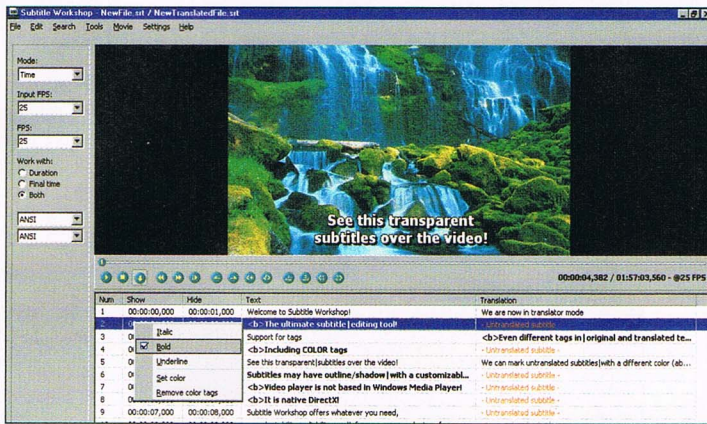 Subtitle Workshop - NewFile.srt / NewTranslatedFile.srt
File Edit Search Tools Movie Settings Help
Mode:
Time
Input FPS:
25
FPS:
25
Work with:
Duration
Final time
Both
ANSI
ANSI
See this transparent
subtitles over the video!
00:00:04,382 / 01:57:03,560 - @25 FPS
Num Show Hide Text Translation
1 00:00:00,000 00:00:01,000 Welcome to Subtitle Workshop! We are now in translator mode
2 <b>The ultimate subtitle|editing tool! - Untranslated subtitle -
3 Support for tags <b>Even different tags in|original and translated te...
4 <b>Including COLOR tags - Untranslated subtitle -
5 See this transparent|subtitles over the video! We can mark untranslated subtitles|with a different color (ab...
6 Subtitles may have outline/shadow|with a customizabl... - Untranslated subtitle -
7 <b>Video player is not based in Windows Media Player! - Untranslated subtitle -
8 <b>It is native DirectX! - Untranslated subtitle -
9 00:00:07,000 00:00:08,000 Subtitle Workshop offers whatever you need, - Untranslated subtitle -
Italic
Bold
Underline
Set color
Remove color tags